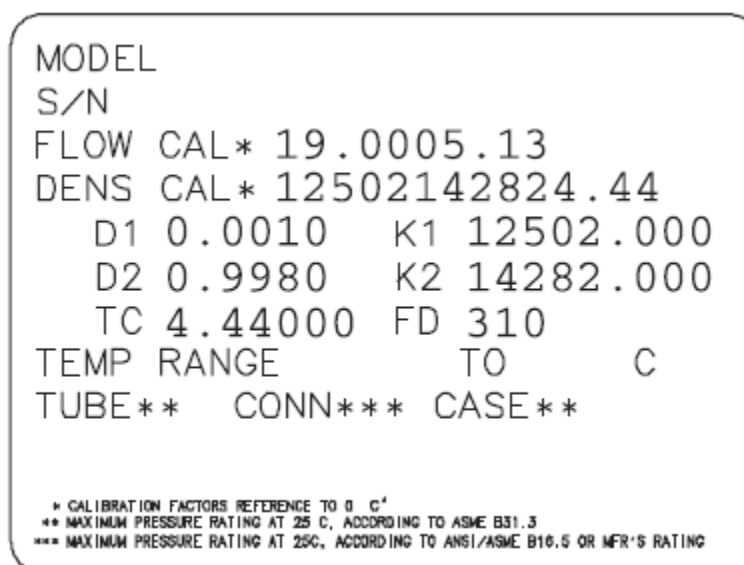 MODEL
S/N
FLOW CAL* 19.0005.13
DENS CAL* 12502142824.44
D1 0.0010 K1 12502.000
D2 0.9980 K2 14282.000
TC 4.44000 FD 310
TEMP RANGE TO C
TUBE** CONN*** CASE**
* CALIBRATION FACTORS REFERENCE TO 0 C
** MAXIMUM PRESSURE RATING AT 25 C, ACCORDING TO ASME B31.3
*** MAXIMUM PRESSURE RATING AT 25C, ACCORDING TO ANSI/ASME B16.5 OR MFR'S RATING